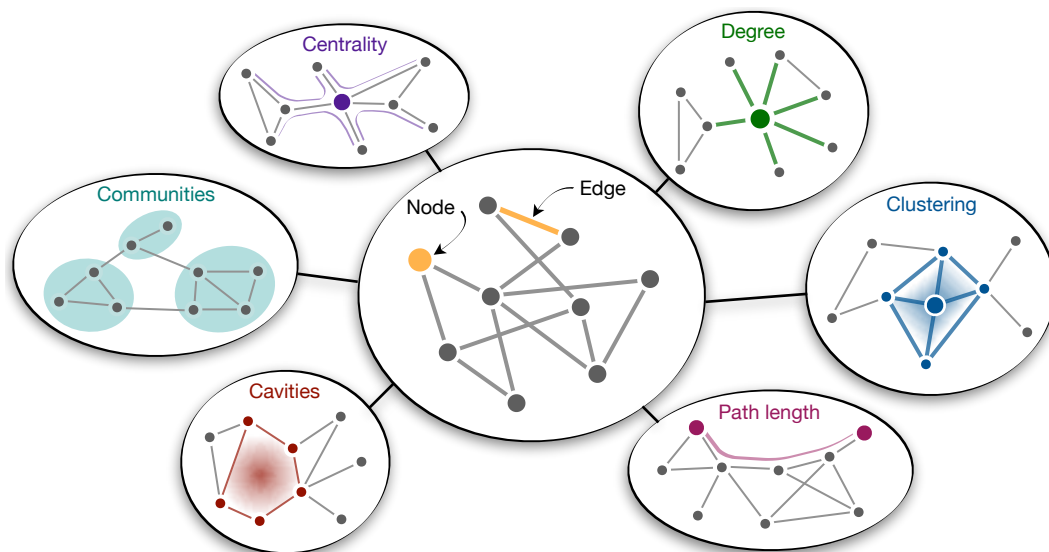 Centrality
Degree
Communities
Node
Edge
Clustering
Cavities
Path length